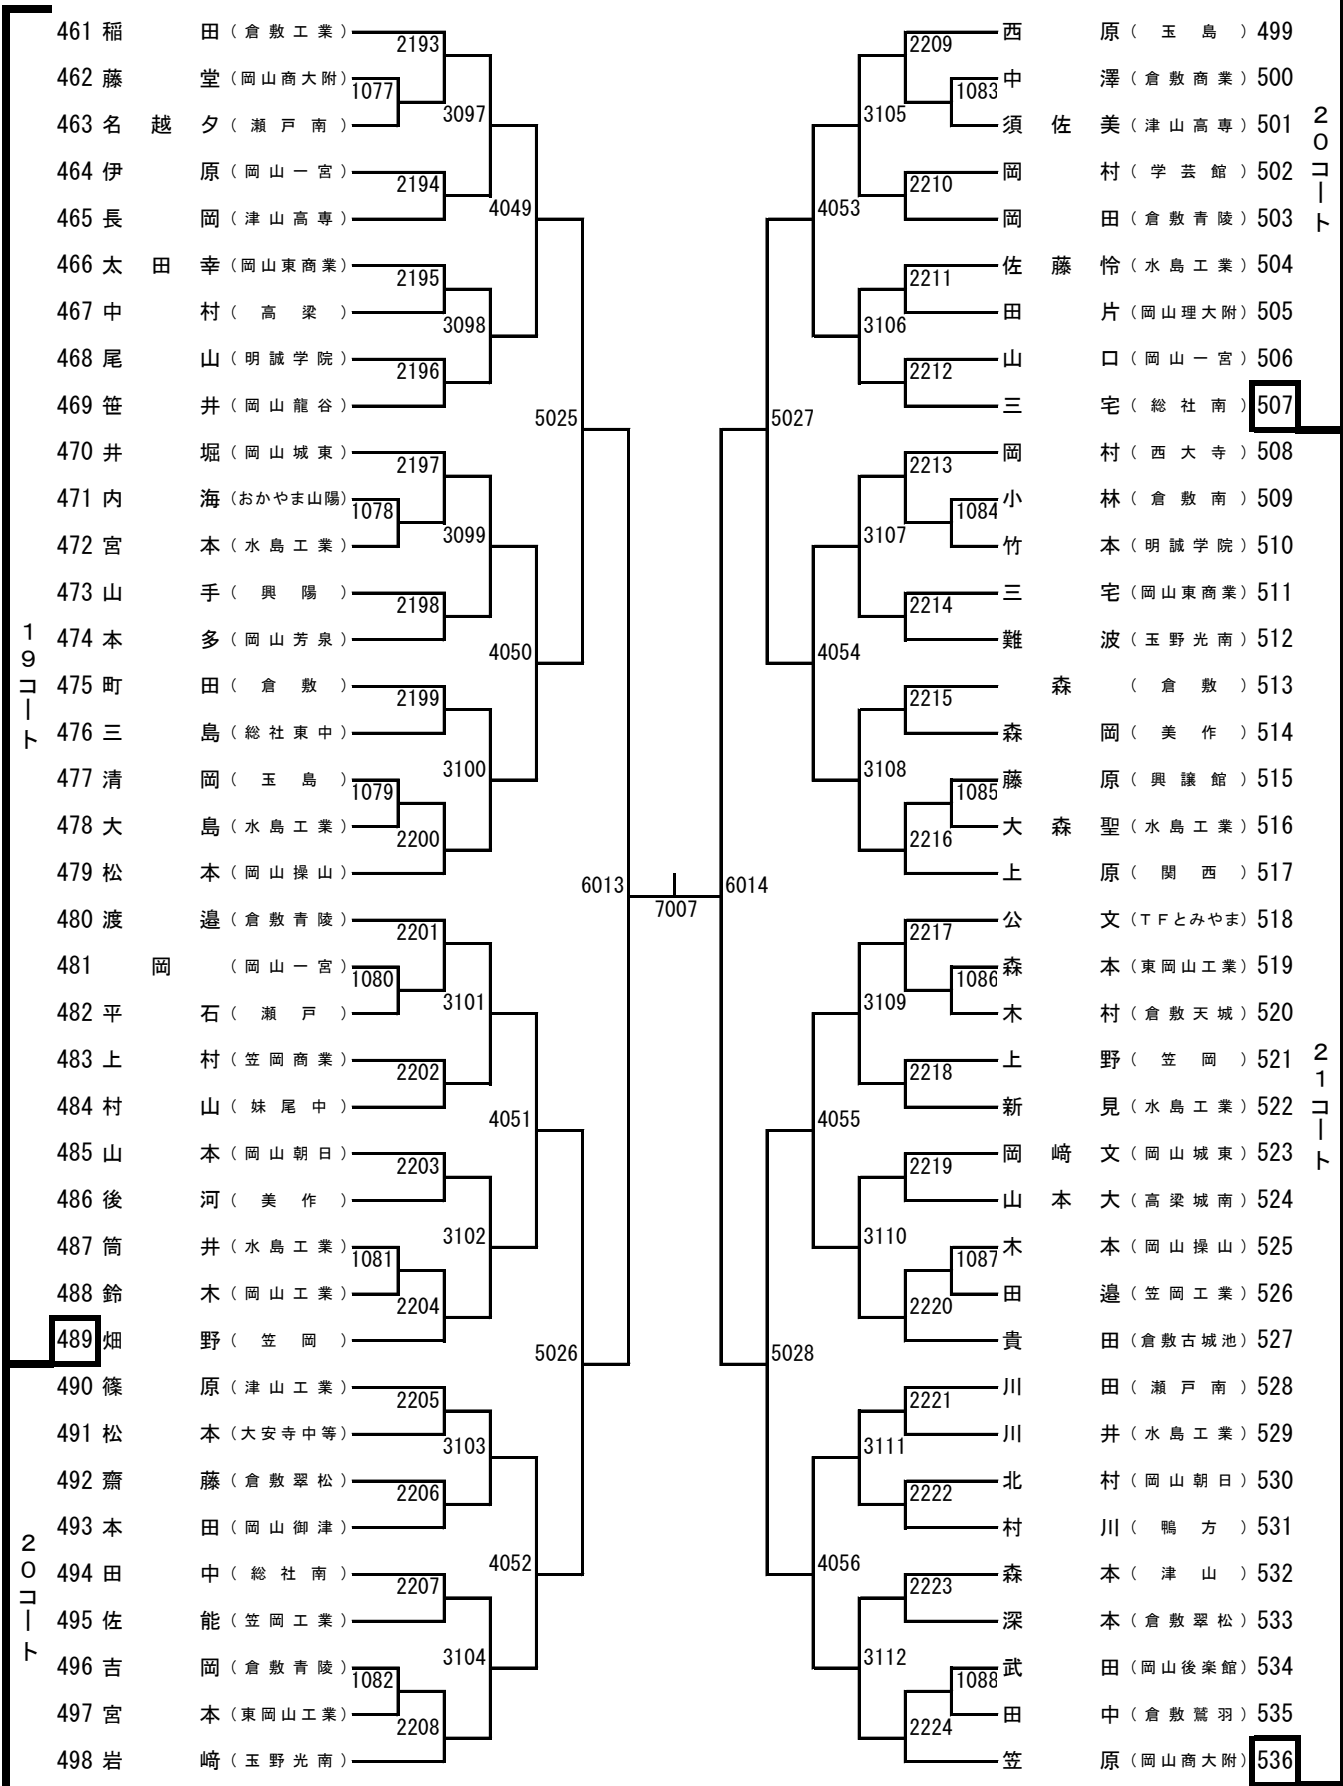 461 稲田（倉敷工業）
462 藤堂（岡山商大附）
463 名越夕（瀬戸南）
464 伊原（岡山一宮）
465 長岡（津山高専）
466 太田幸（岡山東商業）
467 中村（高梁）
468 尾山（明誠学院）
469 笹井（岡山龍谷）
470 井堀（岡山城東）
471 内海（おかやま山陽）
472 宮本（水島工業）
473 山手（興陽）
474 本多（岡山芳泉）
475 町田（倉敷）
476 三島（総社東中）
477 清岡（玉島）
478 大島（水島工業）
479 松本（岡山操山）
480 渡邉（倉敷青陵）
481 岡（岡山一宮）
482 平石（瀬戸）
483 上村（笠岡商業）
484 村山（妹尾中）
485 山本（岡山朝日）
486 後河（美作）
487 筒井（水島工業）
488 鈴木（岡山工業）
489 畑野（笠岡）
490 篠原（津山工業）
491 松本（大安寺中等）
492 齋藤（倉敷翠松）
493 本田（岡山御津）
494 田中（総社南）
495 佐能（笠岡工業）
496 吉岡（倉敷青陵）
497 宮本（東岡山工業）
498 岩﨑（玉野光南）
19コート
20コート
1077
1078
1079
1080
1081
1082
2193
2194
2195
2196
2197
2198
2199
2200
2201
2202
2203
2204
2205
2206
2207
2208
3097
3098
3099
3100
3101
3102
3103
3104
4049
4050
4051
4052
5025
5026
6013
7007
6014
5027
5028
4053
4054
4055
4056
3105
3106
3107
3108
3109
3110
3111
3112
2209
2210
2211
2212
2213
2214
2215
2216
2217
2218
2219
2220
2221
2222
2223
2224
1083
1084
1085
1086
1087
1088
西原（玉島）499
中澤（倉敷商業）500
須佐美（津山高専）501
岡村（学芸館）502
岡田（倉敷青陵）503
佐藤怜（水島工業）504
田片（岡山理大附）505
山口（岡山一宮）506
三宅（総社南）507
岡村（西大寺）508
小林（倉敷南）509
竹本（明誠学院）510
三宅（岡山東商業）511
難波（玉野光南）512
森（倉敷）513
森岡（美作）514
藤原（興譲館）515
大森聖（水島工業）516
上原（関西）517
公文（ＴＦとみやま）518
森本（東岡山工業）519
木村（倉敷天城）520
上野（笠岡）521
新見（水島工業）522
岡﨑文（岡山城東）523
山本大（高梁城南）524
木本（岡山操山）525
田邉（笠岡工業）526
貴田（倉敷古城池）527
川田（瀬戸南）528
川井（水島工業）529
北村（岡山朝日）530
村川（鴨方）531
森本（津山）532
深本（倉敷翠松）533
武田（岡山後楽館）534
田中（倉敷鷲羽）535
笠原（岡山商大附）536
20コート
21コート